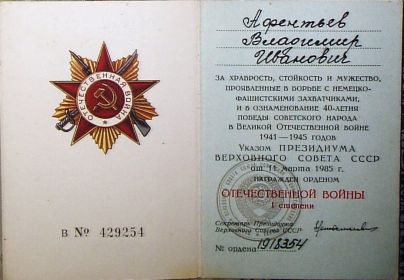 ОТЕЧЕСТВЕННАЯ ВОЙНА
В № 429254
Афентьев
Владимир
Иванович
ЗА ХРАБРОСТЬ, СТОЙКОСТЬ И МУЖЕСТВО,
ПРОЯВЛЕННЫЕ В БОРЬБЕ С НЕМЕЦКО-
ФАШИСТСКИМИ ЗАХВАТЧИКАМИ,
И В ОЗНАМЕНОВАНИЕ 40-ЛЕТИЯ
ПОБЕДЫ СОВЕТСКОГО НАРОДА
В ВЕЛИКОЙ ОТЕЧЕСТВЕННОЙ ВОЙНЕ
1941—1945 ГОДОВ
УКАЗОМ ПРЕЗИДИУМА
ВЕРХОВНОГО СОВЕТА СССР
от 11 марта 1985 г.
НАГРАЖДЕН ОРДЕНОМ
ОТЕЧЕСТВЕННОЙ ВОЙНЫ
I степени
Секретарь Президиума
Верховного Совета СССР
№ ордена 1918354